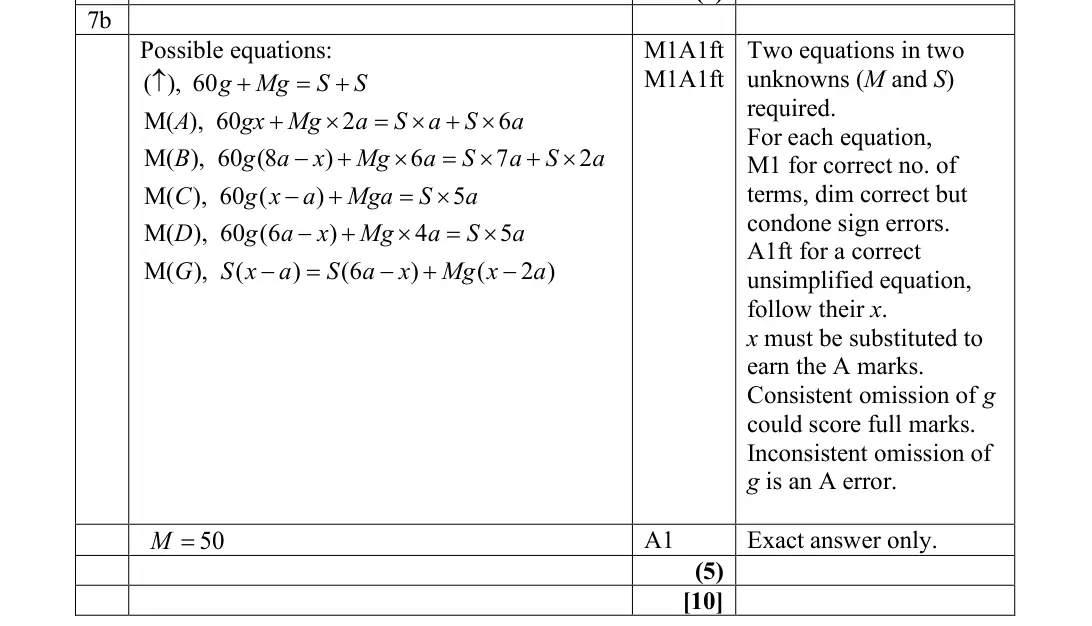 7b
Possible equations:
(↑), 60g + Mg = S + S
M(A), 60gx + Mg × 2a = S × a + S × 6a
M(B), 60g(8a − x) + Mg × 6a = S × 7a + S × 2a
M(C), 60g(x − a) + Mga = S × 5a
M(D), 60g(6a − x) + Mg × 4a = S × 5a
M(G), S(x − a) = S(6a − x) + Mg(x − 2a)
M1A1ft
M1A1ft
Two equations in two
unknowns (M and S)
required.
For each equation,
M1 for correct no. of
terms, dim correct but
condone sign errors.
A1ft for a correct
unsimplified equation,
follow their x.
x must be substituted to
earn the A marks.
Consistent omission of g
could score full marks.
Inconsistent omission of
g is an A error.
M = 50
A1
Exact answer only.
(5)
[10]